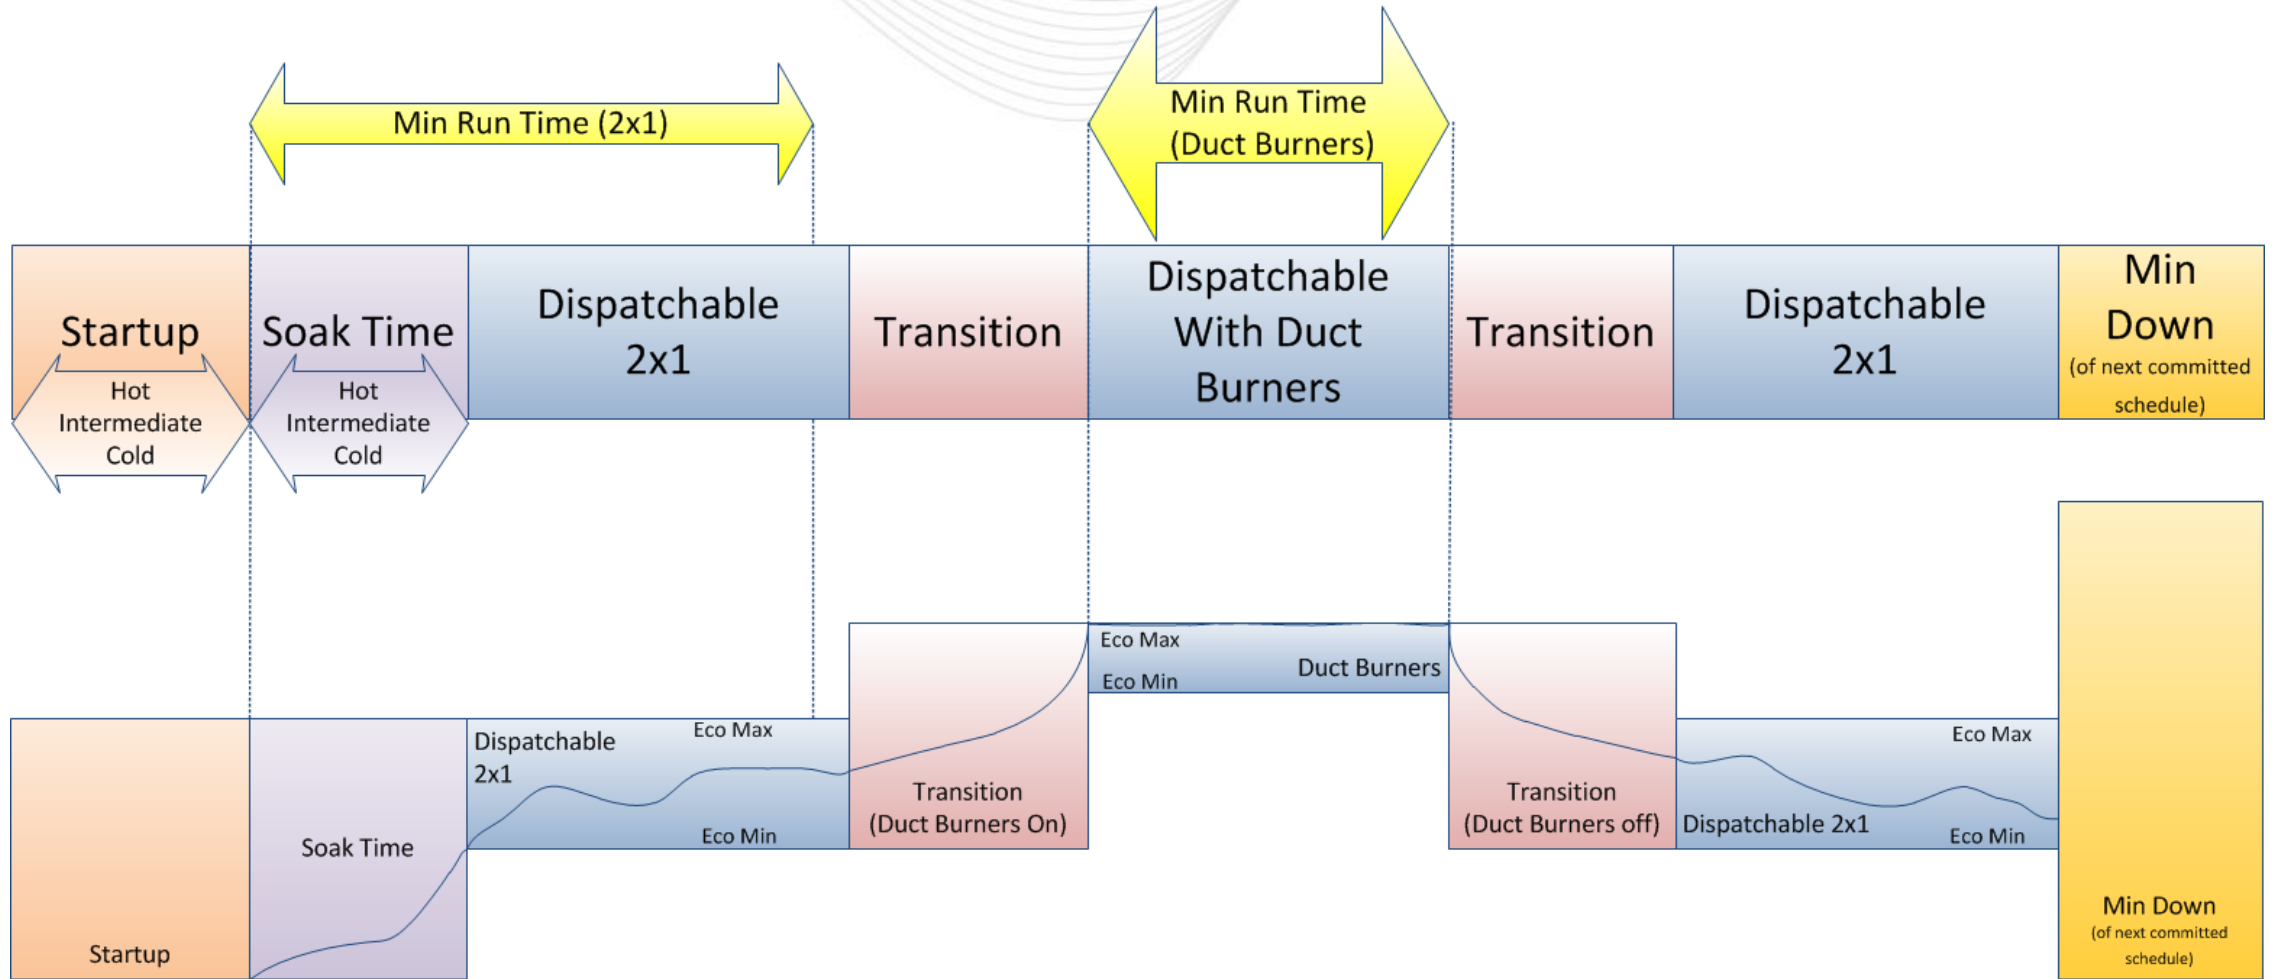 Min Run Time (2x1)
Min Run Time
(Duct Burners)
Startup
Hot
Intermediate
Cold
Soak Time
Hot
Intermediate
Cold
Dispatchable
2x1
Transition
Dispatchable
With Duct
Burners
Transition
Dispatchable
2x1
Min
Down
(of next committed
schedule)
Startup
Soak Time
Dispatchable
2x1
Eco Max
Eco Min
Transition
(Duct Burners On)
Eco Max
Eco Min
Duct Burners
Transition
(Duct Burners off)
Eco Max
Dispatchable 2x1
Eco Min
Min Down
(of next committed
schedule)